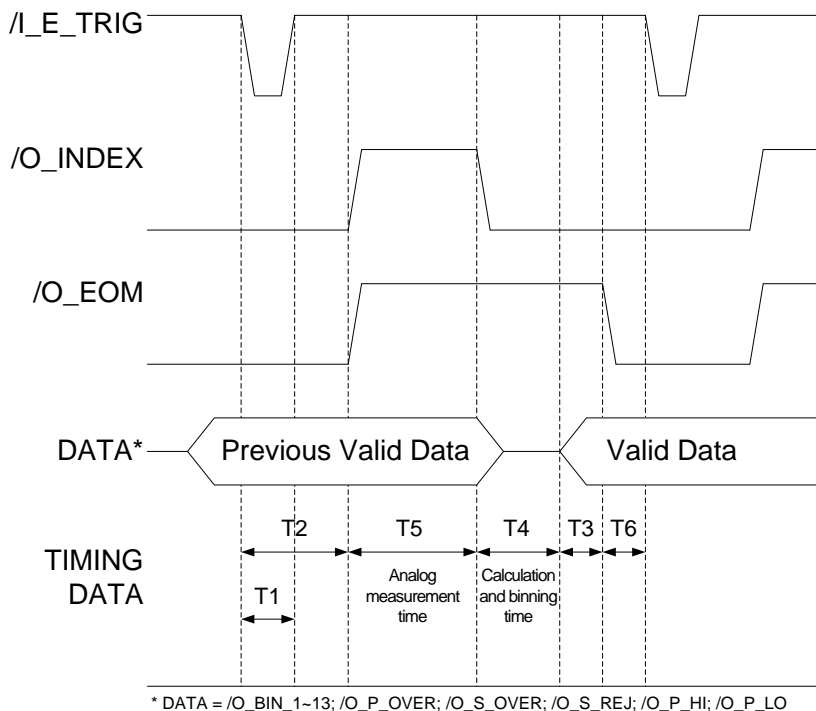 /I_E_TRIG
/O_INDEX
/O_EOM
DATA*
Previous Valid Data
Valid Data
TIMING
DATA
T2
T5
T4
T3
T6
T1
Analog
measurement
time
Calculation
and binning
time
* DATA = /O_BIN_1~13; /O_P_OVER; /O_S_OVER; /O_S_REJ; /O_P_HI; /O_P_LO